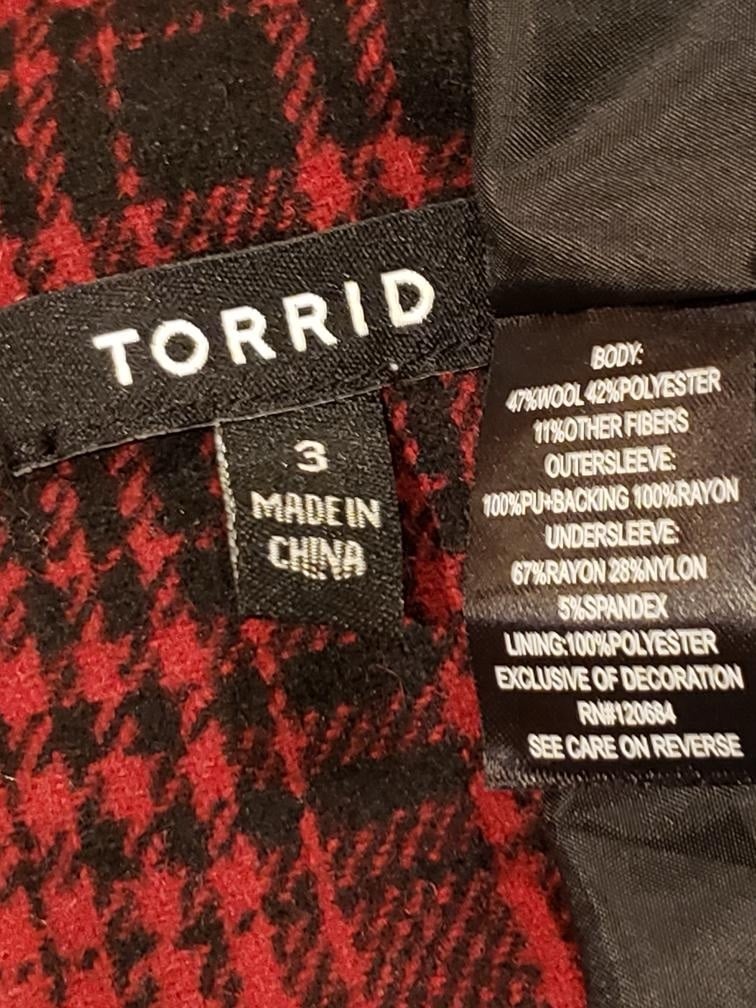 TORRID
3
MADE IN
CHINA
BODY:
47%WOOL 42%POLYESTER
11%OTHER FIBERS
OUTERSLEEVE:
100%PU+BACKING 100%RAYON
UNDERSLEEVE:
67%RAYON 28%NYLON
5%SPANDEX
LINING:100%POLYESTER
EXCLUSIVE OF DECORATION
RN#120684
SEE CARE ON REVERSE